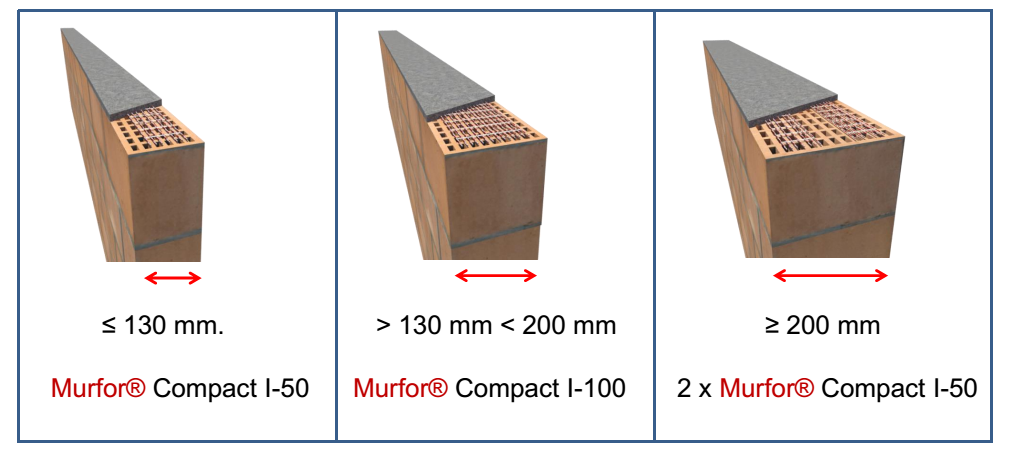 ≤ 130 mm.
Murfor® Compact I-50
> 130 mm < 200 mm
Murfor® Compact I-100
≥ 200 mm
2 x Murfor® Compact I-50